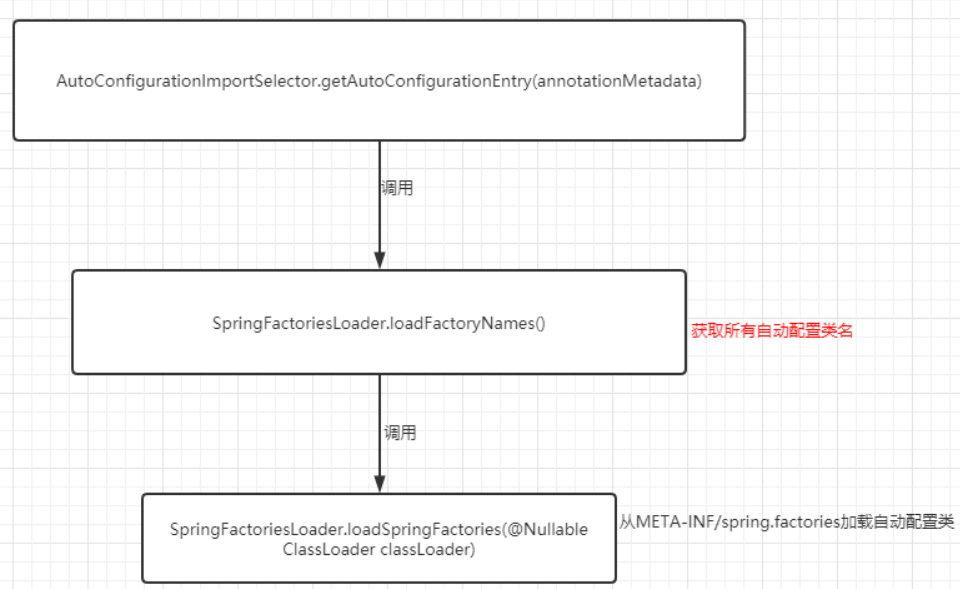 AutoConfigurationImportSelector.getAutoConfigurationEntry(annotationMetadata)
调用
SpringFactoriesLoader.loadFactoryNames()
获取所有自动配置类名
调用
SpringFactoriesLoader.loadSpringFactories(@Nullable
ClassLoader classLoader)
从META-INF/spring.factories加载自动配置类